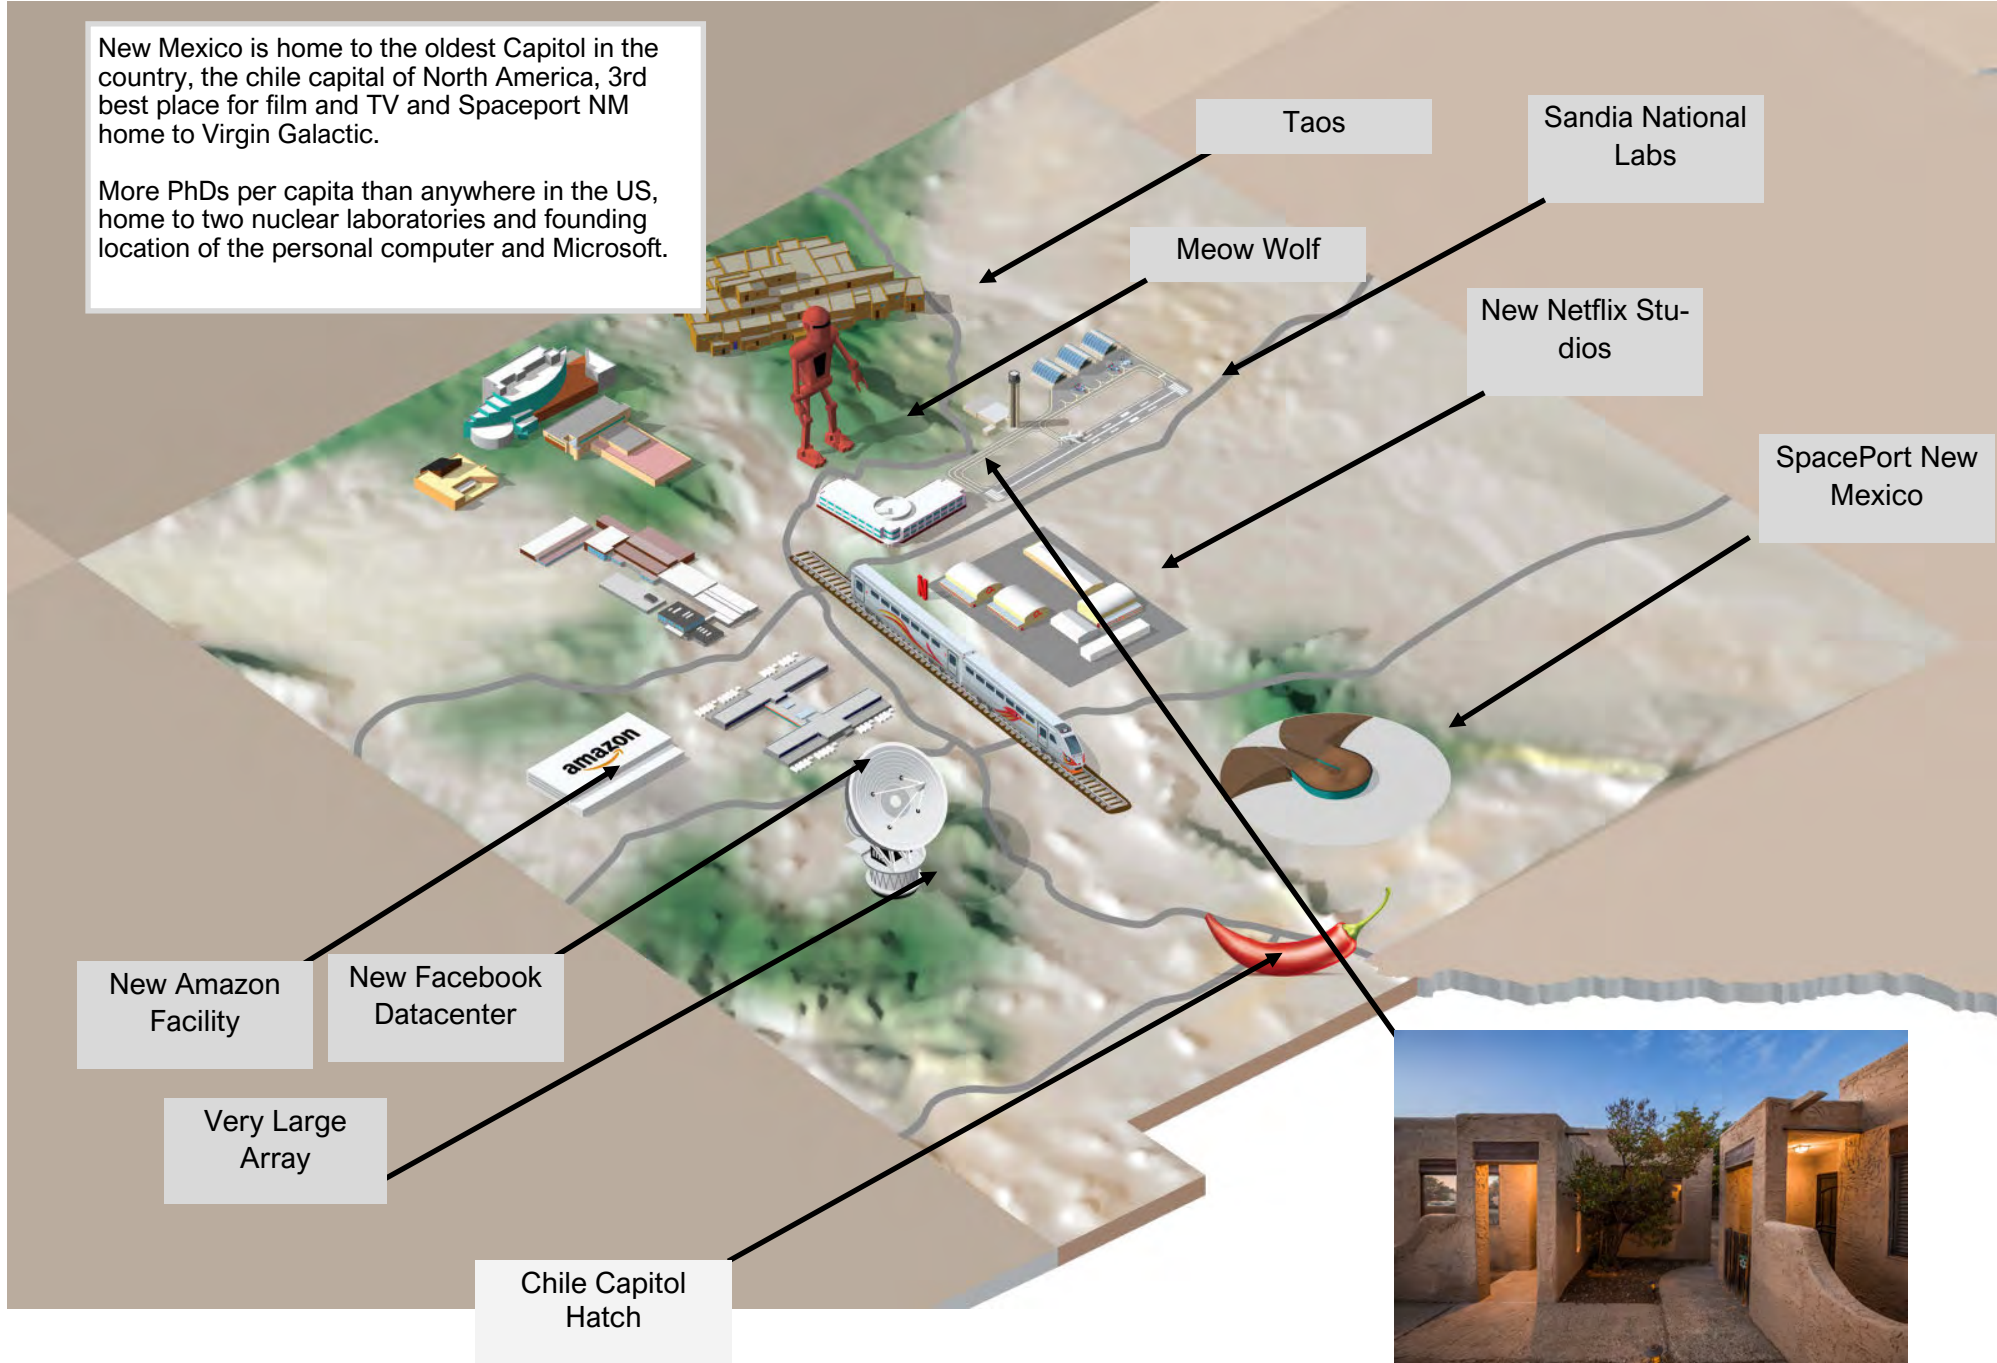 New Mexico is home to the oldest Capitol in the
country, the chile capital of North America, 3rd
best place for film and TV and Spaceport NM
home to Virgin Galactic.
More PhDs per capita than anywhere in the US,
home to two nuclear laboratories and founding
location of the personal computer and Microsoft.
Taos
Sandia National
Labs
Meow Wolf
New Netflix Stu-
dios
SpacePort New
Mexico
N
amazon
New Amazon
Facility
New Facebook
Datacenter
Very Large
Array
Chile Capitol
Hatch